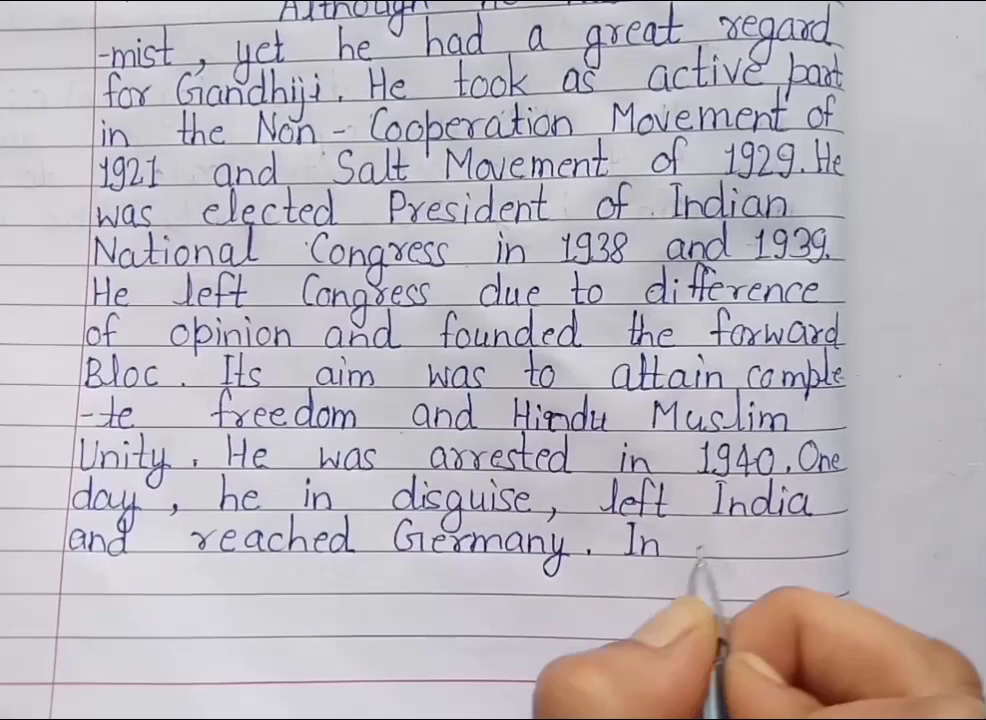 Although he
-mist, yet he had a great regard
for Gandhiji. He took as active part
in the Non - Cooperation Movement of
1921 and Salt Movement of 1929. He
was elected President of Indian
National Congress in 1938 and 1939.
He left Congress due to difference
of opinion and founded the forward
Bloc. Its aim was to attain comple
-te freedom and Hindu Muslim
Unity. He was arrested in 1940. One
day, he in disguise, left India
and reached Germany. In